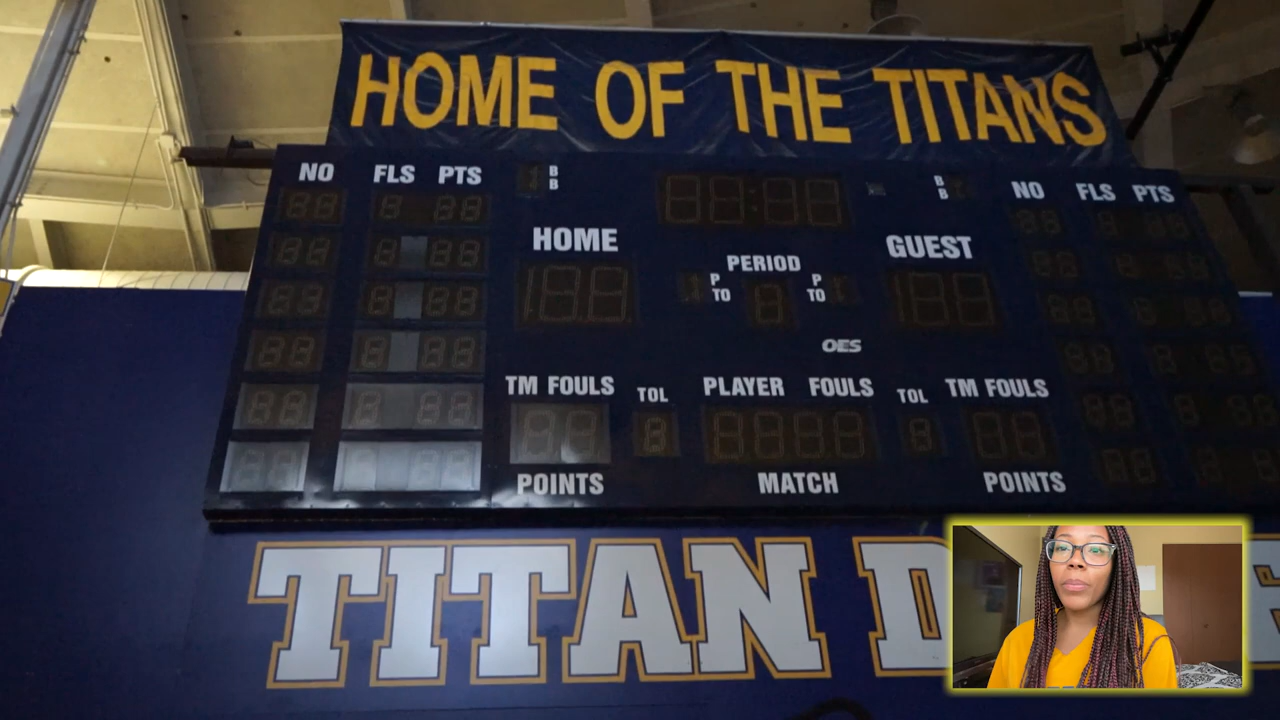 HOME OF THE TITANS
NO FLS PTS
B
B
B
B
NO FLS PTS
HOME
GUEST
PERIOD
P
TO
P
TO
OES
TM FOULS
TOL
PLAYER FOULS
TOL
TM FOULS
POINTS
MATCH
POINTS
TITAN